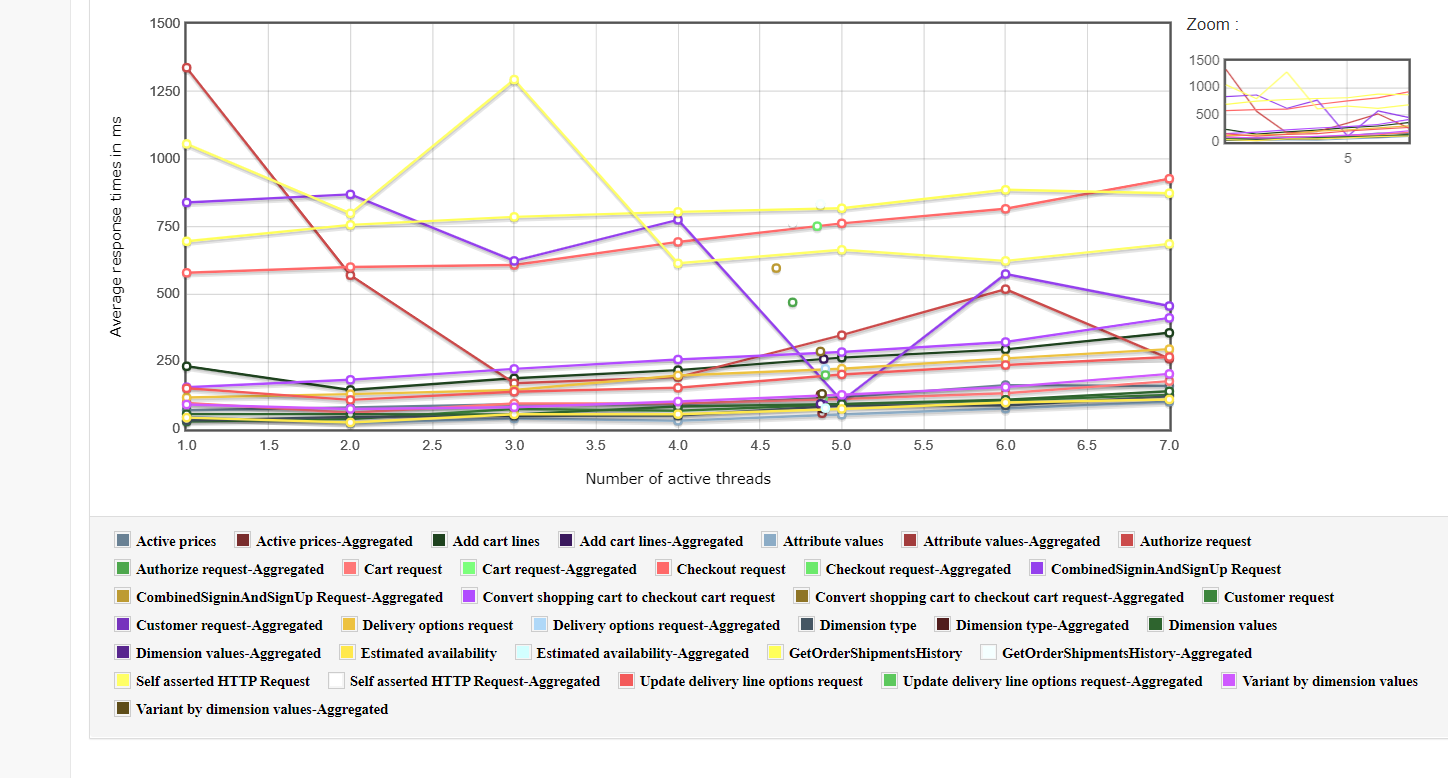 1500
1250
1000
750
500
250
0
Average response times in ms
1.0 1.5 2.0 2.5 3.0 3.5 4.0 4.5 5.0 5.5 6.0 6.5 7.0
Number of active threads
Zoom :
1500
1000
500
0
5
Active prices Active prices-Aggregated Add cart lines Add cart lines-Aggregated Attribute values Attribute values-Aggregated Authorize request
Authorize request-Aggregated Cart request Cart request-Aggregated Checkout request Checkout request-Aggregated CombinedSigninAndSignUp Request
CombinedSigninAndSignUp Request-Aggregated Convert shopping cart to checkout cart request Convert shopping cart to checkout cart request-Aggregated Customer request
Customer request-Aggregated Delivery options request Delivery options request-Aggregated Dimension type Dimension type-Aggregated Dimension values
Dimension values-Aggregated Estimated availability Estimated availability-Aggregated GetOrderShipmentsHistory GetOrderShipmentsHistory-Aggregated
Self asserted HTTP Request Self asserted HTTP Request-Aggregated Update delivery line options request Update delivery line options request-Aggregated Variant by dimension values
Variant by dimension values-Aggregated